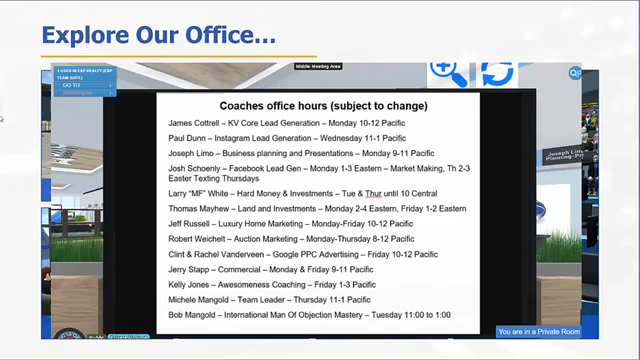 Explore Our Office...
Middle Meeting Area
TEAM SUITE)
GO TO
Coaches office hours (subject to change)
James Cottrell – KV Core Lead Generation – Monday 10-12 Pacific
Paul Dunn – Instagram Lead Generation – Wednesday 11-1 Pacific
Joseph Limo – Business planning and Presentations – Monday 9-11 Pacific
Josh Schoenly – Facebook Lead Gen – Monday 1-3 Eastern – Market Making, Th 2-3
Easter Texting Thursdays
Larry "MF" White – Hard Money & Investments – Tue & Thur until 10 Central
Thomas Mayhew – Land and Investments – Monday 2-4 Eastern, Friday 1-2 Eastern
Jeff Russell – Luxury Home Marketing – Monday-Friday 10-12 Pacific
Robert Weichelt – Auction Marketing – Monday-Thursday 8-12 Pacific
Clint & Rachel Vanderveen – Google PPC Advertising – Friday 10-12 Pacific
Jerry Stapp – Commercial – Monday & Friday 9-11 Pacific
Kelly Jones – Awesomeness Coaching – Friday 1-3 Pacific
Michele Mangold – Team Leader – Thursday 11-1 Pacific
Bob Mangold – International Man Of Objection Mastery – Tuesday 11:00 to 1:00
Joseph Limo
Planning-P
You are in a Private Room